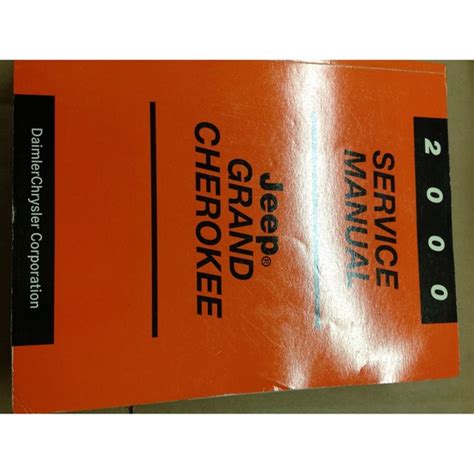 2000
SERVICE
MANUAL
Jeep®
GRAND
CHEROKEE
DaimlerChrysler Corporation